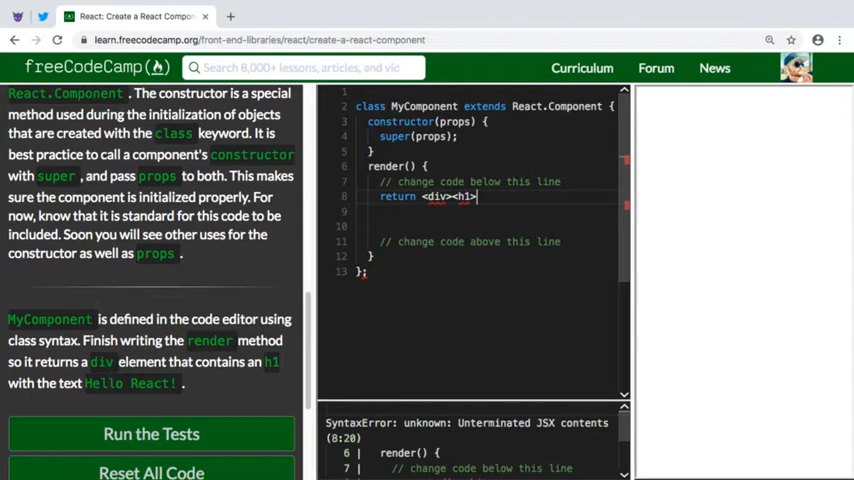 React: Create a React Compon
learn.freecodecamp.org/front-end-libraries/react/create-a-react-component
freeCodeCamp
Search 8,000+ lessons, articles, and vid
Curriculum
Forum
News
React.Component . The constructor is a special
method used during the initialization of objects
that are created with the class keyword. It is
best practice to call a component's constructor
with super , and pass props to both. This makes
sure the component is initialized properly. For
now, know that it is standard for this code to be
included. Soon you will see other uses for the
constructor as well as props .
MyComponent is defined in the code editor using
class syntax. Finish writing the render method
so it returns a div element that contains an h1
with the text Hello React! .
Run the Tests
Reset All Code
1
2 class MyComponent extends React.Component {
3 constructor(props) {
4 super(props);
5 }
6 render() {
7 // change code below this line
8 return <div><h1>
9
10
11 // change code above this line
12 }
13 };
SyntaxError: unknown: Unterminated JSX contents
(8:20)
6 | render() {
7 | // change code below this line